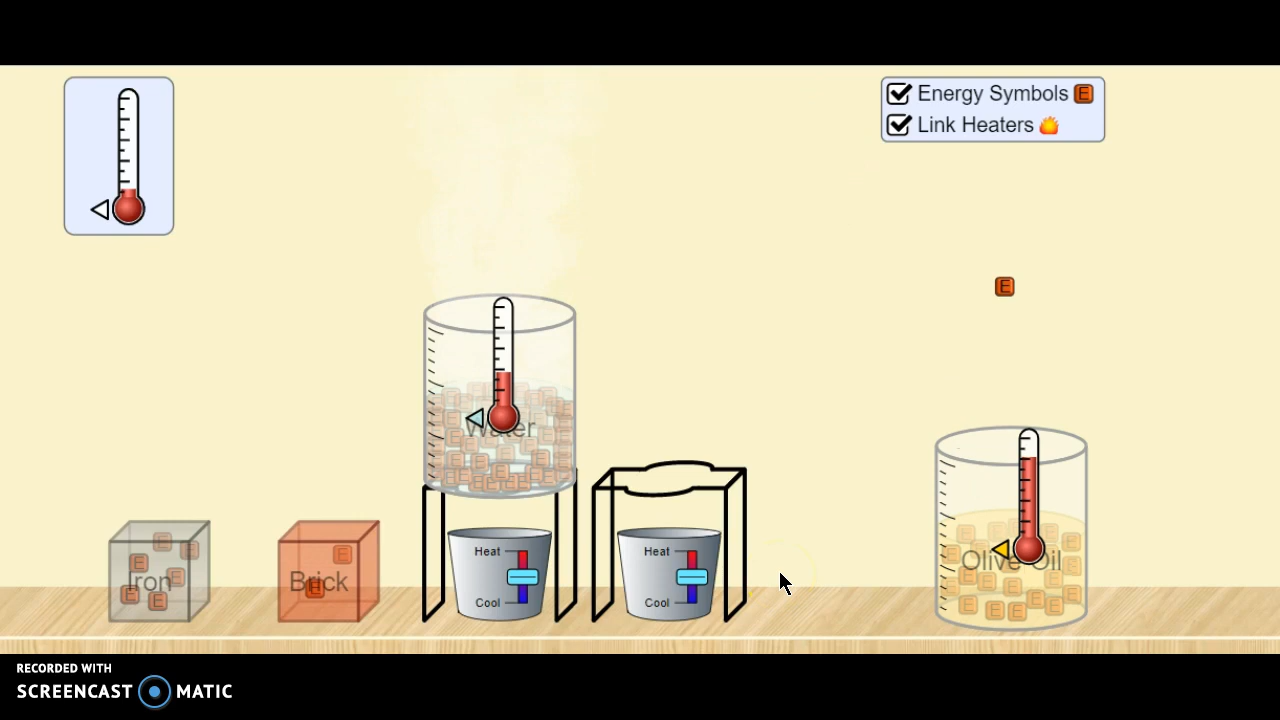 Energy Symbols E
Link Heaters
E
Water
Heat
Cool
Heat
Cool
Iron
Brick
Olive Oil
RECORDED WITH
SCREENCAST MATIC